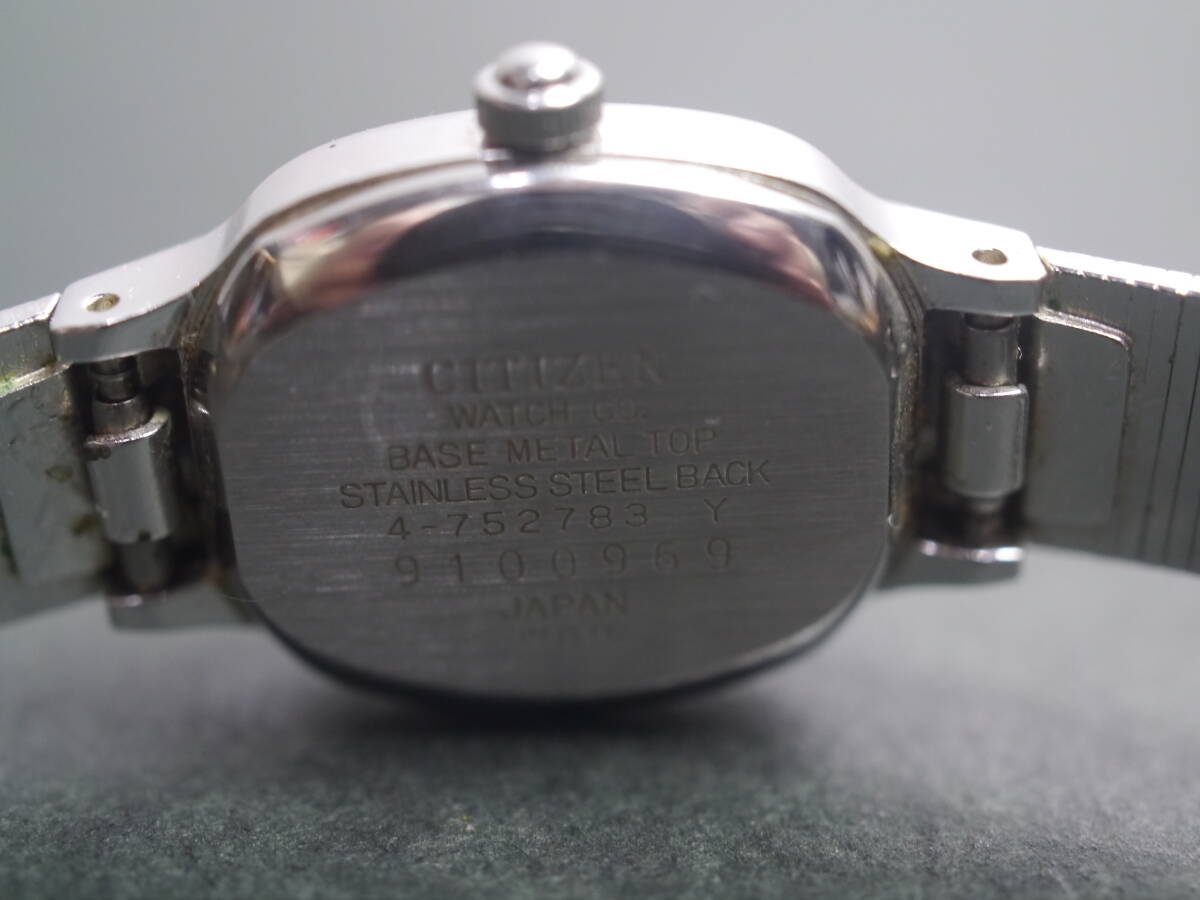 CITIZEN
WATCH CO.
BASE METAL TOP
STAINLESS STEEL BACK
4-752783 Y
9100969
JAPAN